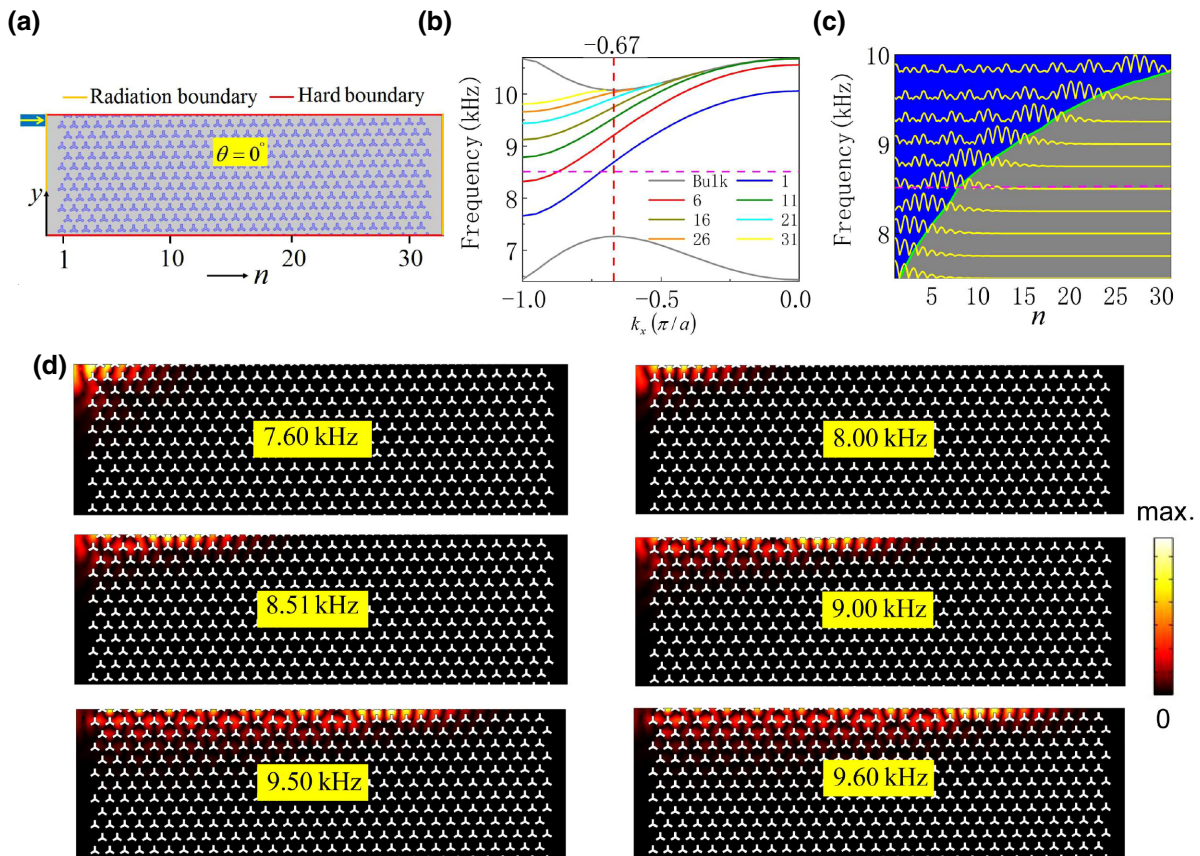 (a)
Radiation boundary
Hard boundary
θ = 0°
y
1 10 20 30
n
(b)
-0.67
Frequency (kHz)
10
9
8
7
Bulk 1
6 11
16 21
26 31
-1.0 -0.5 0.0
kₓ (π/a)
(c)
Frequency (kHz)
10
9
8
5 10 15 20 25 30
n
(d)
7.60 kHz
8.00 kHz
8.51 kHz
9.00 kHz
9.50 kHz
9.60 kHz
max.
0